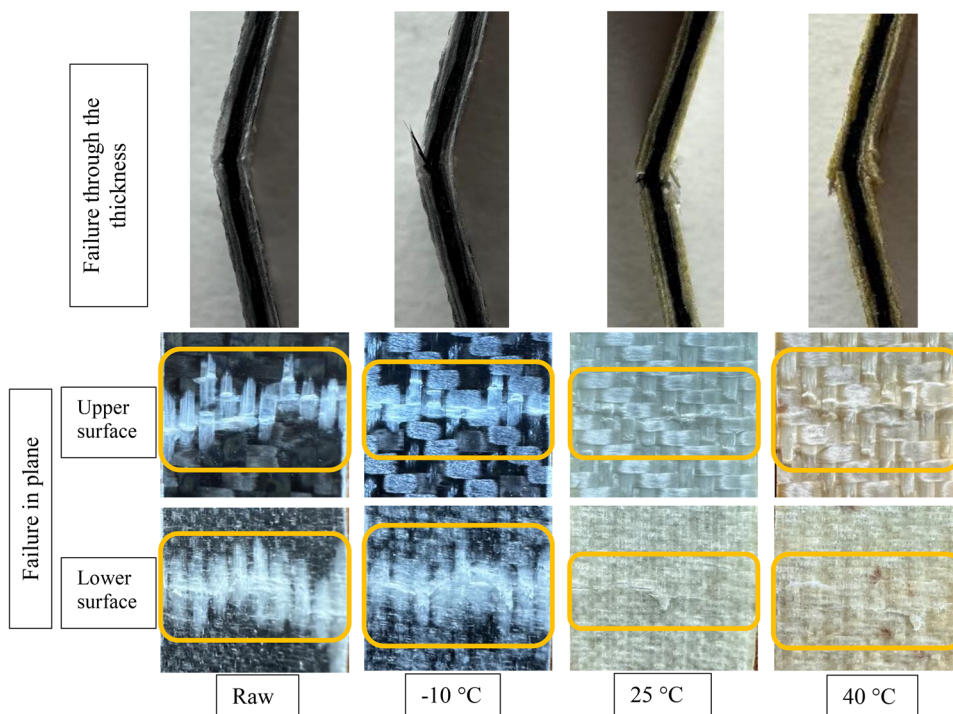 Failure through the
thickness
Failure in plane
Upper
surface
Lower
surface
Raw
-10 °C
25 °C
40 °C